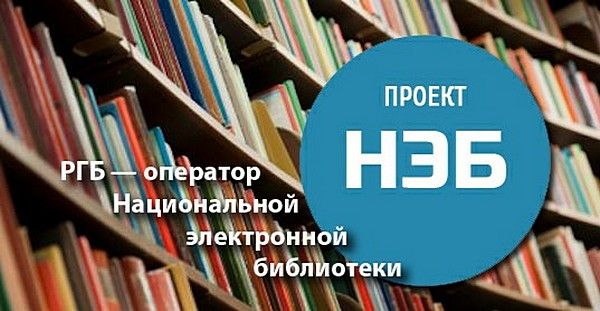 ПРОЕКТ
НЭБ
РГБ — оператор
Национальной
электронной
библиотеки